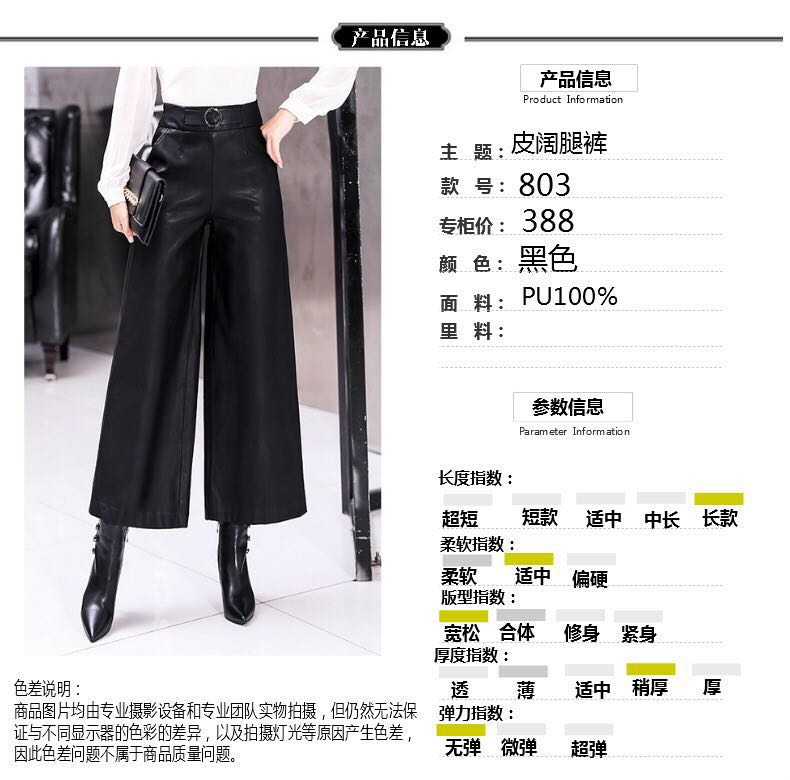 产品信息
产品信息
Product Information
主 题： 皮阔腿裤
款 号： 803
专柜价： 388
颜 色： 黑色
面 料： PU100%
里 料：
参数信息
Parameter Information
长度指数：
超短 短款 适中 中长 长款
柔软指数：
柔软 适中 偏硬
版型指数：
宽松 合体 修身 紧身
厚度指数：
透 薄 适中 稍厚 厚
弹力指数：
无弹 微弹 超弹
色差说明：
商品图片均由专业摄影设备和专业团队实物拍摄，但仍然无法保
证与不同显示器的色彩的差异，以及拍摄灯光等原因产生色差，
因此色差问题不属于商品质量问题。